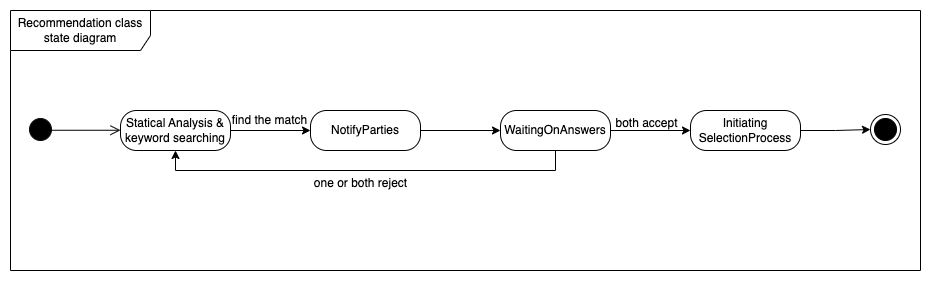 Recommendation class
state diagram
Statical Analysis &
keyword searching
find the match
NotifyParties
WaitingOnAnswers
both accept
Initiating
SelectionProcess
one or both reject